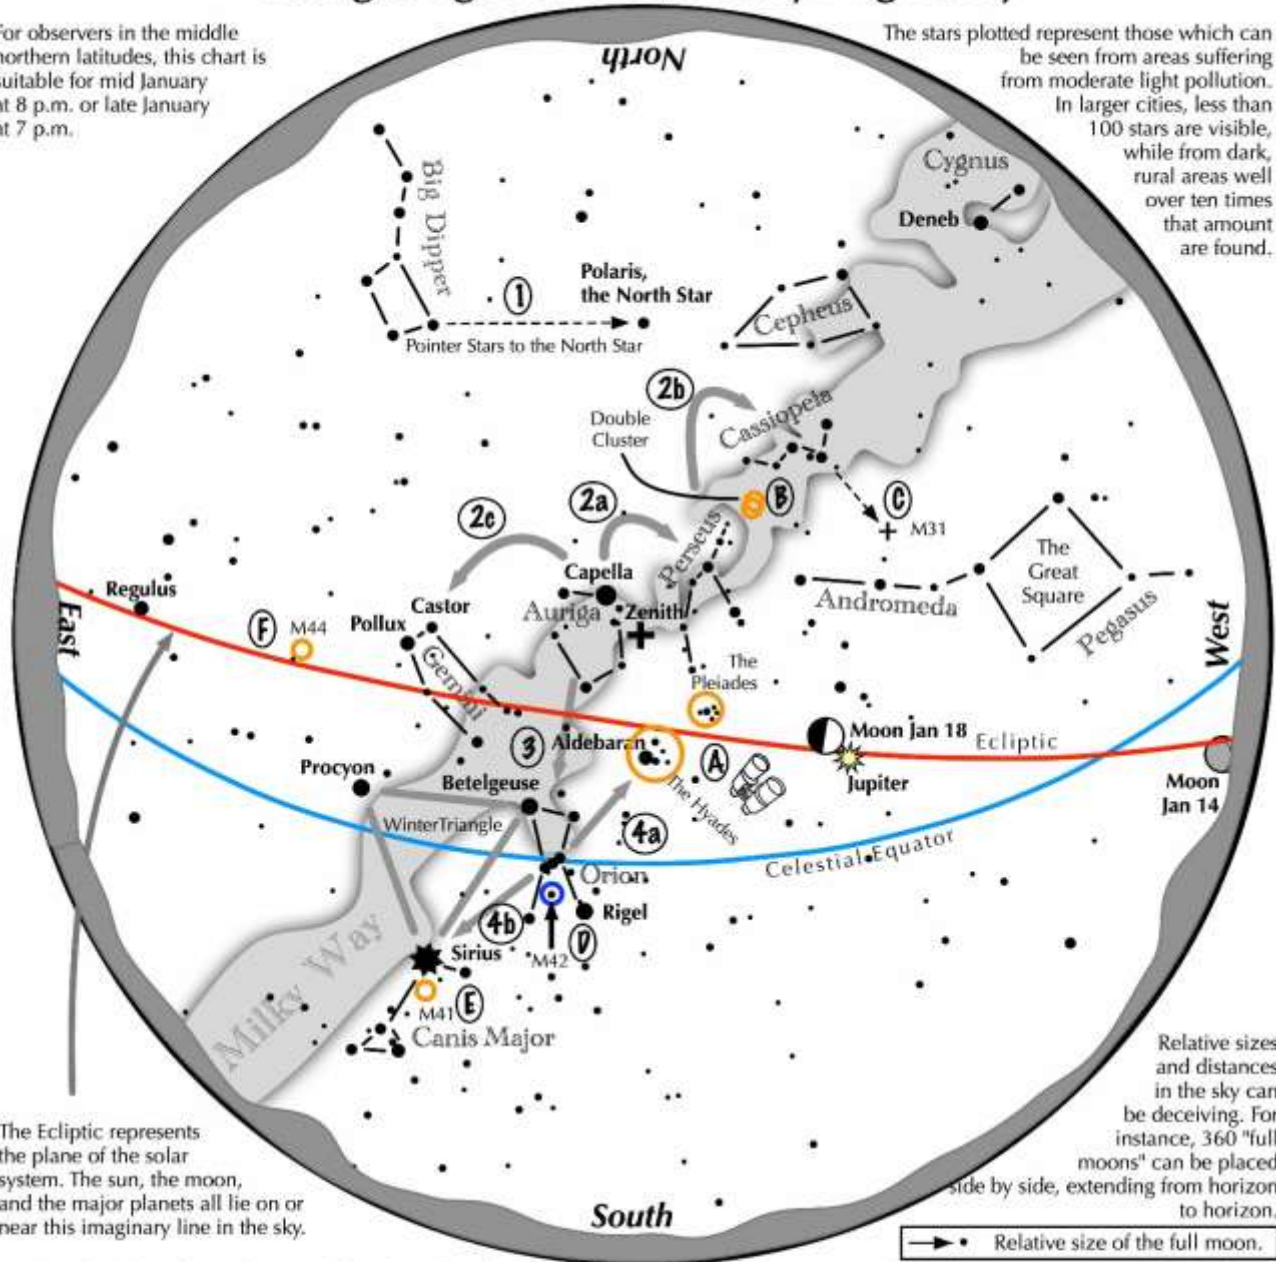 For observers in the middle
northern latitudes, this chart is
suitable for mid January
at 8 p.m. or late January
at 7 p.m.
The stars plotted represent those which can
be seen from areas suffering
from moderate light pollution.
In larger cities, less than
100 stars are visible,
while from dark,
rural areas well
over ten times
that amount
are found.
North
Big Dipper
Cygnus
Deneb
1
Polaris,
the North Star
Pointer Stars to the North Star
Cepheus
2b
Cassiopeia
Double
Cluster
B
C
M31
2c
2a
Perseus
The
Great
Square
Pegasus
Andromeda
Capella
Auriga
Zenith
Regulus
East
F
M44
Castor
Pollux
Gemini
The
Pleiades
West
3
Aldebaran
A
The Hyades
Moon Jan 18
Ecliptic
Jupiter
Moon
Jan 14
Procyon
Betelgeuse
WinterTriangle
4a
Celestial Equator
Orion
Rigel
4b
D
M42
Milky Way
Sirius
M41
E
Canis Major
The Ecliptic represents
the plane of the solar
system. The sun, the moon,
and the major planets all lie on or
near this imaginary line in the sky.
South
Relative sizes
and distances
in the sky can
be deceiving. For
instance, 360 "full
moons" can be placed
side by side, extending from horizon
to horizon.
Relative size of the full moon.